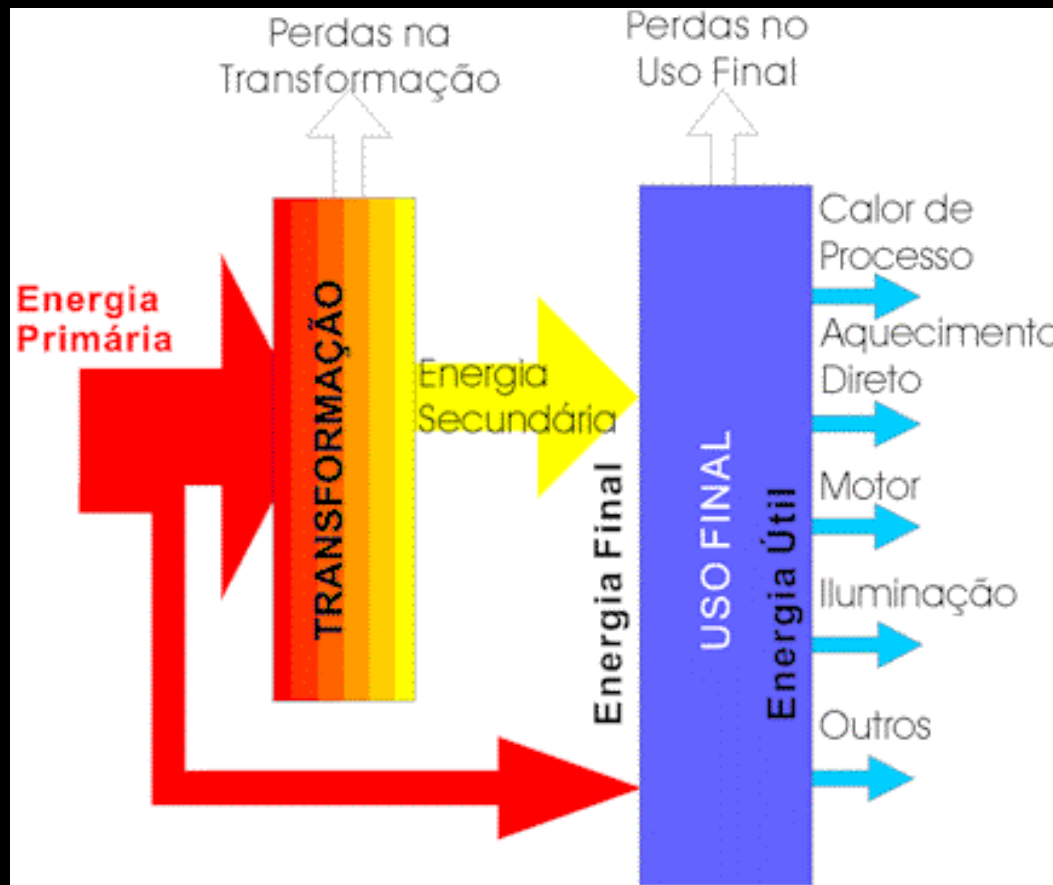 Perdas na
Transformação
Perdas no
Uso Final
Energia
Primária
TRANSFORMAÇÃO
Energia
Secundária
Energia Final
USO FINAL
Energia Útil
Calor de
Processo
Aquecimento
Direto
Motor
Iluminação
Outros